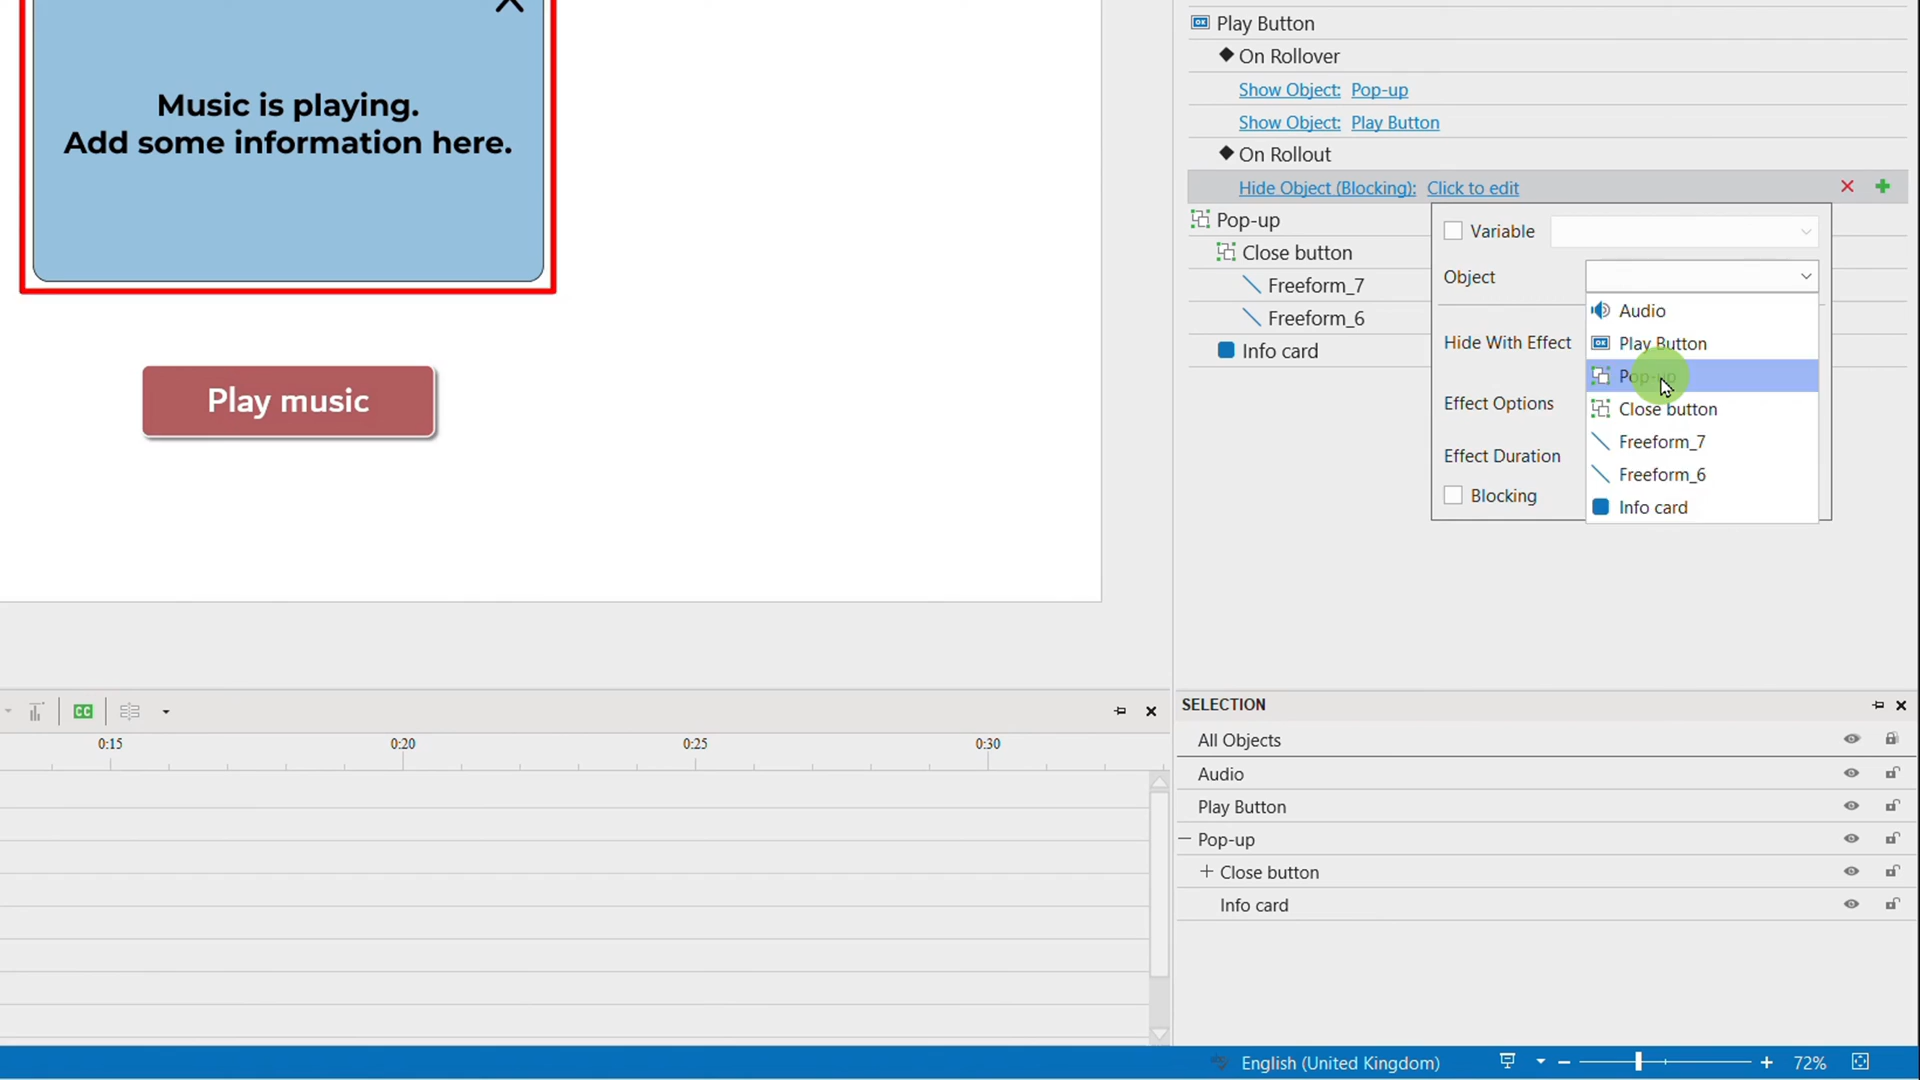 Music is playing.
Add some information here.
Play music
Play Button
On Rollover
Show Object: Pop-up
Show Object: Play Button
On Rollout
Hide Object (Blocking): Click to edit
Pop-up
Close button
Freeform_7
Freeform_6
Info card
Variable
Object
Hide With Effect
Effect Options
Effect Duration
Blocking
Audio
Play Button
Pop-up
Close button
Freeform_7
Freeform_6
Info card
CC
0:15 0:20 0:25 0:30
SELECTION
All Objects
Audio
Play Button
Pop-up
Close button
Info card
English (United Kingdom) 72%